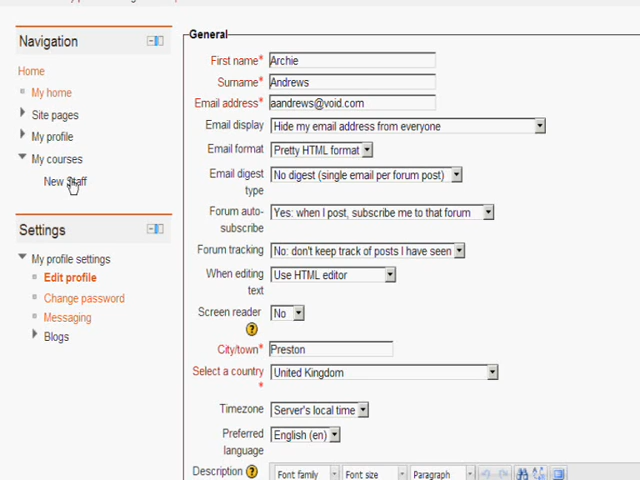 Navigation
Home
My home
Site pages
My profile
My courses
New Staff
Settings
My profile settings
Edit profile
Change password
Messaging
Blogs
General
First name* Archie
Surname* Andrews
Email address* aandrews@void.com
Email display Hide my email address from everyone
Email format Pretty HTML format
Email digest type No digest (single email per forum post)
Forum auto-subscribe Yes: when I post, subscribe me to that forum
Forum tracking No: don't keep track of posts I have seen
When editing text Use HTML editor
Screen reader No
City/town* Preston
Select a country* United Kingdom
Timezone Server's local time
Preferred language English (en)
Description Font family Font size Paragraph